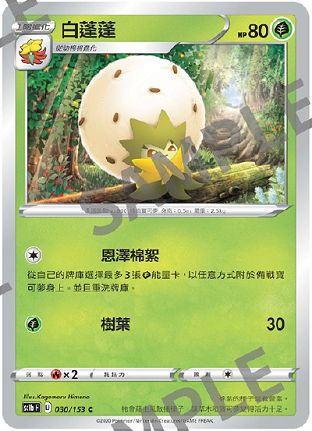 1階進化
白蓬蓬
HP 80
從幼棉棉進化
恩澤棉絮
從自己的牌庫選擇最多3張能量卡，以任意方式附於備戰寶
可夢身上。並且重洗牌庫。
樹葉 30
弱點 ×2 抵抗力 撤退
Illus. Kagemaru Himeno
030/153 C
SAMPLE